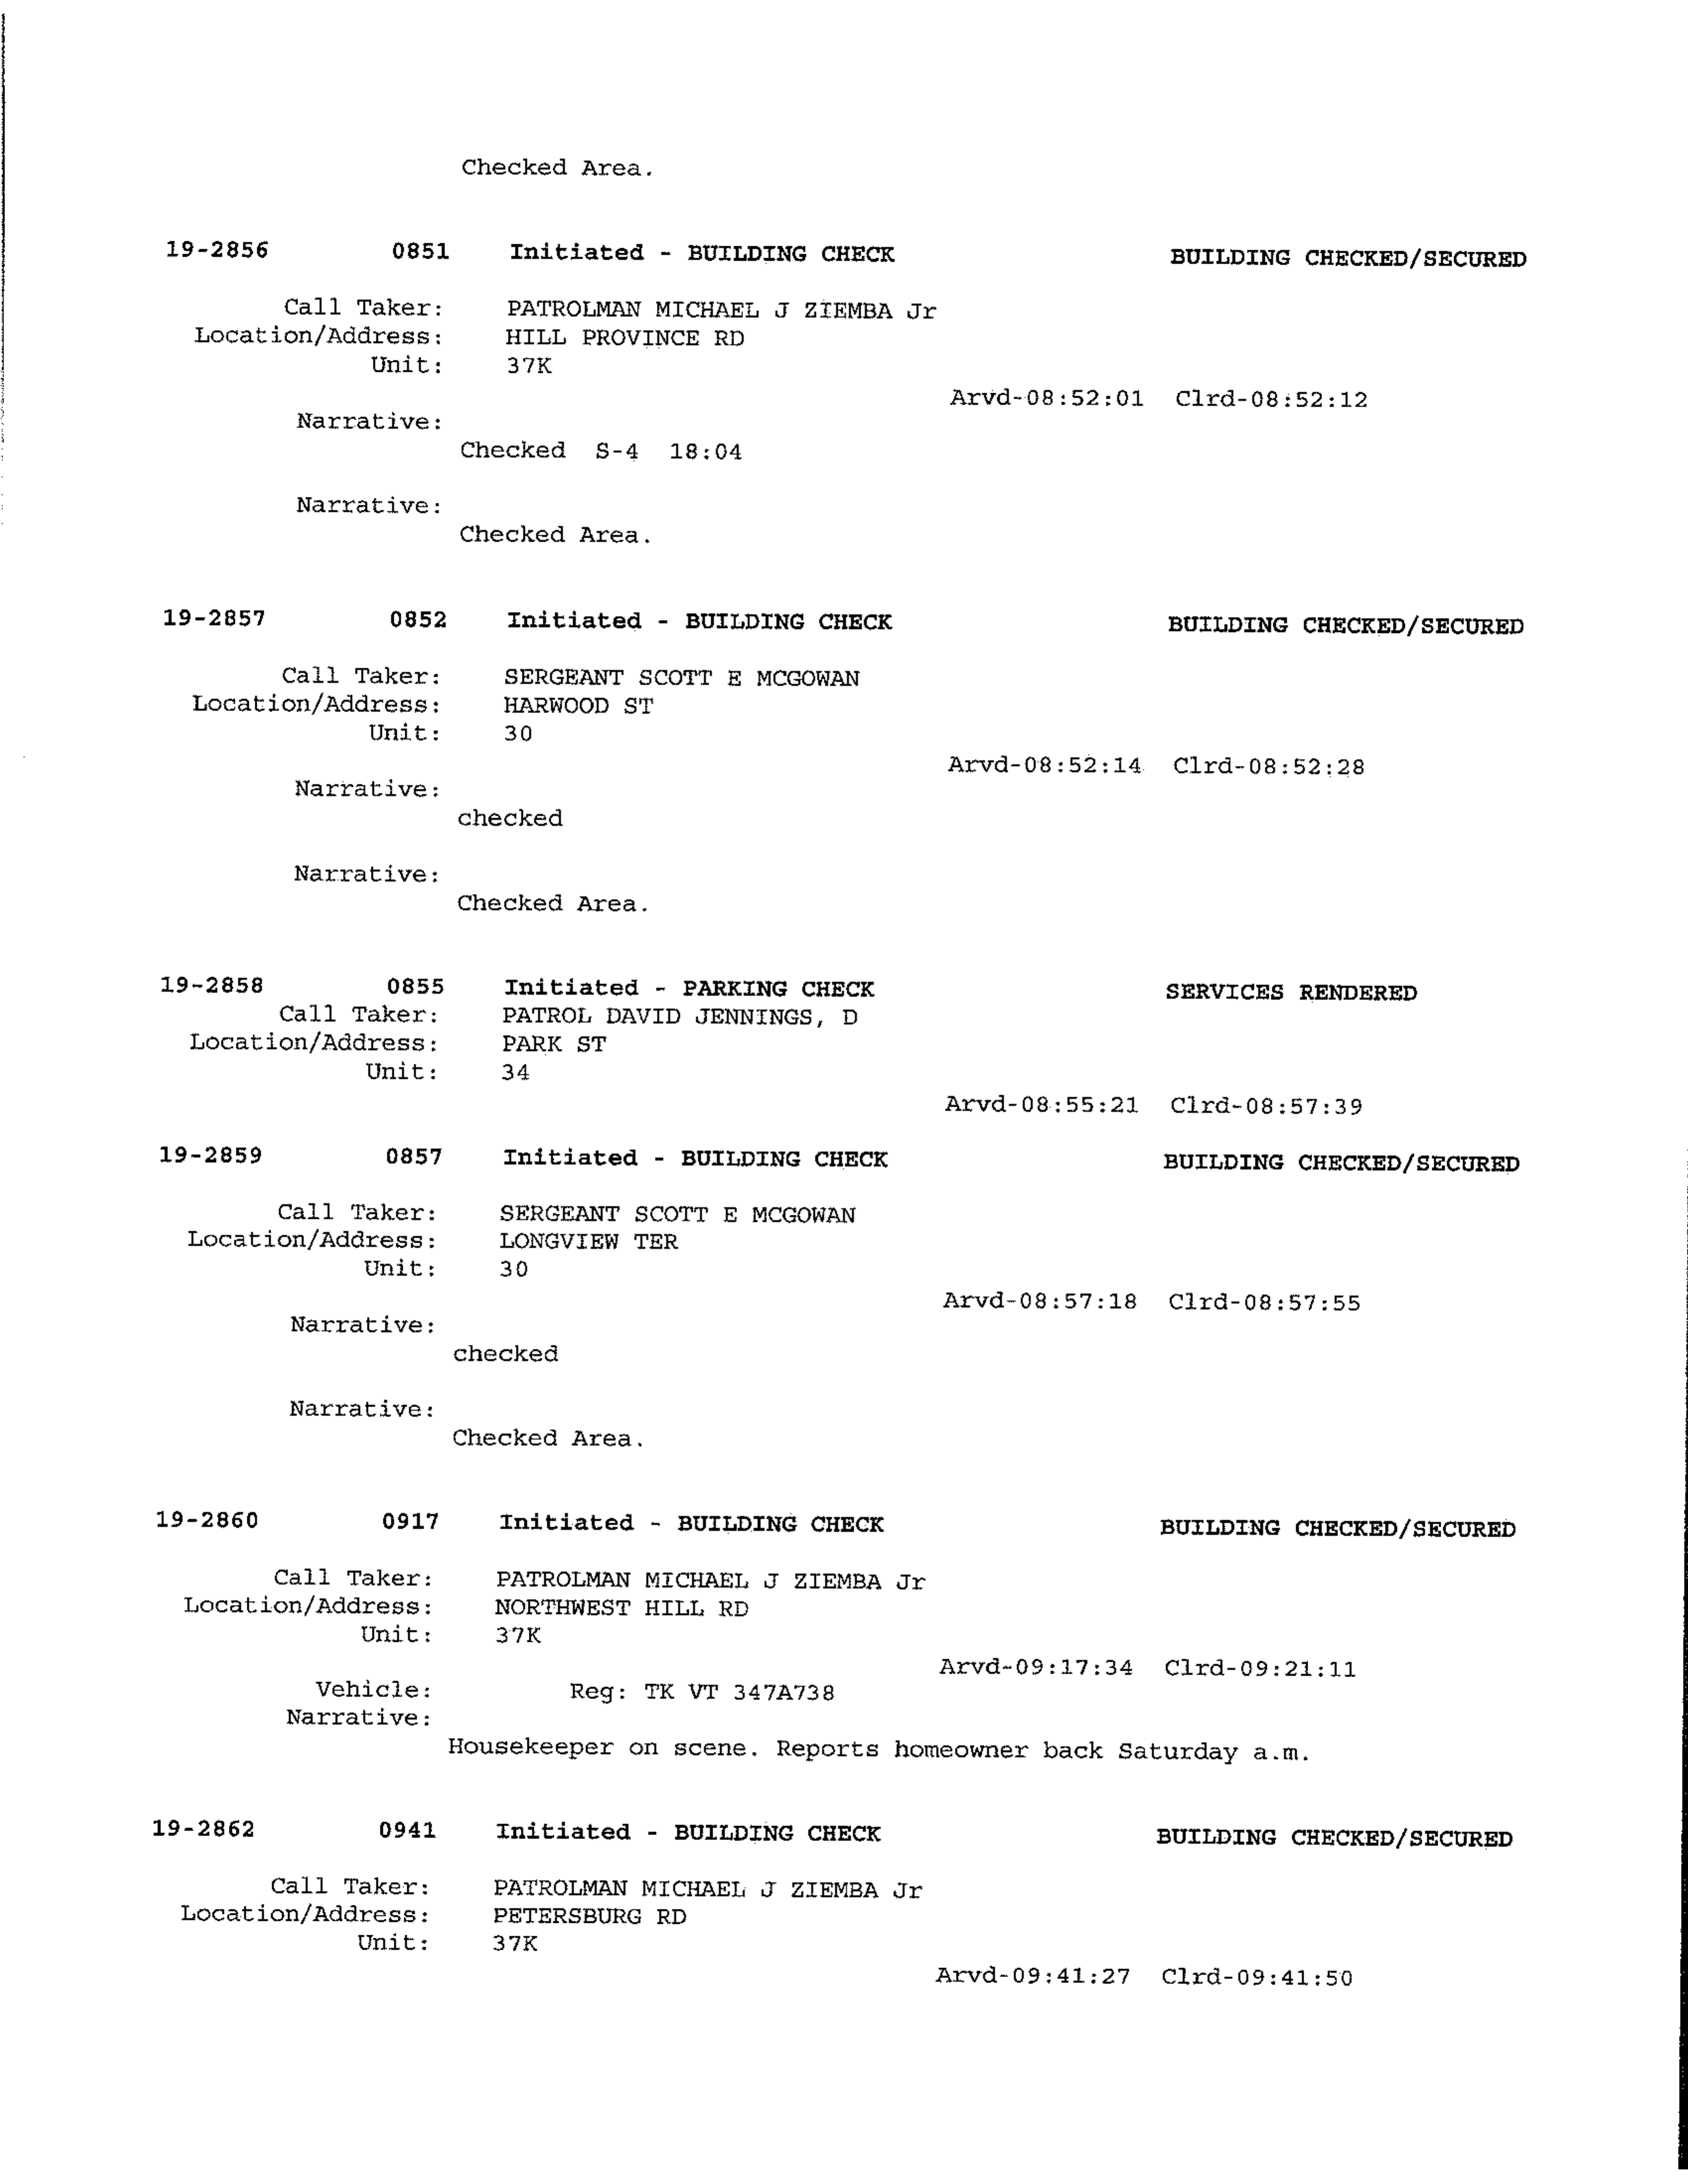 Checked Area.
19-2856 0851 Initiated - BUILDING CHECK BUILDING CHECKED/SECURED
Call Taker: PATROLMAN MICHAEL J ZIEMBA Jr
Location/Address: HILL PROVINCE RD
Unit: 37K
Arvd-08:52:01 Clrd-08:52:12
Narrative:
Checked S-4 18:04
Narrative:
Checked Area.
19-2857 0852 Initiated - BUILDING CHECK BUILDING CHECKED/SECURED
Call Taker: SERGEANT SCOTT E MCGOWAN
Location/Address: HARWOOD ST
Unit: 30
Arvd-08:52:14 Clrd-08:52:28
Narrative:
checked
Narrative:
Checked Area.
19-2858 0855 Initiated - PARKING CHECK SERVICES RENDERED
Call Taker: PATROL DAVID JENNINGS, D
Location/Address: PARK ST
Unit: 34
Arvd-08:55:21 Clrd-08:57:39
19-2859 0857 Initiated - BUILDING CHECK BUILDING CHECKED/SECURED
Call Taker: SERGEANT SCOTT E MCGOWAN
Location/Address: LONGVIEW TER
Unit: 30
Arvd-08:57:18 Clrd-08:57:55
Narrative:
checked
Narrative:
Checked Area.
19-2860 0917 Initiated - BUILDING CHECK BUILDING CHECKED/SECURED
Call Taker: PATROLMAN MICHAEL J ZIEMBA Jr
Location/Address: NORTHWEST HILL RD
Unit: 37K
Arvd-09:17:34 Clrd-09:21:11
Vehicle: Reg: TK VT 347A738
Narrative:
Housekeeper on scene. Reports homeowner back Saturday a.m.
19-2862 0941 Initiated - BUILDING CHECK BUILDING CHECKED/SECURED
Call Taker: PATROLMAN MICHAEL J ZIEMBA Jr
Location/Address: PETERSBURG RD
Unit: 37K
Arvd-09:41:27 Clrd-09:41:50